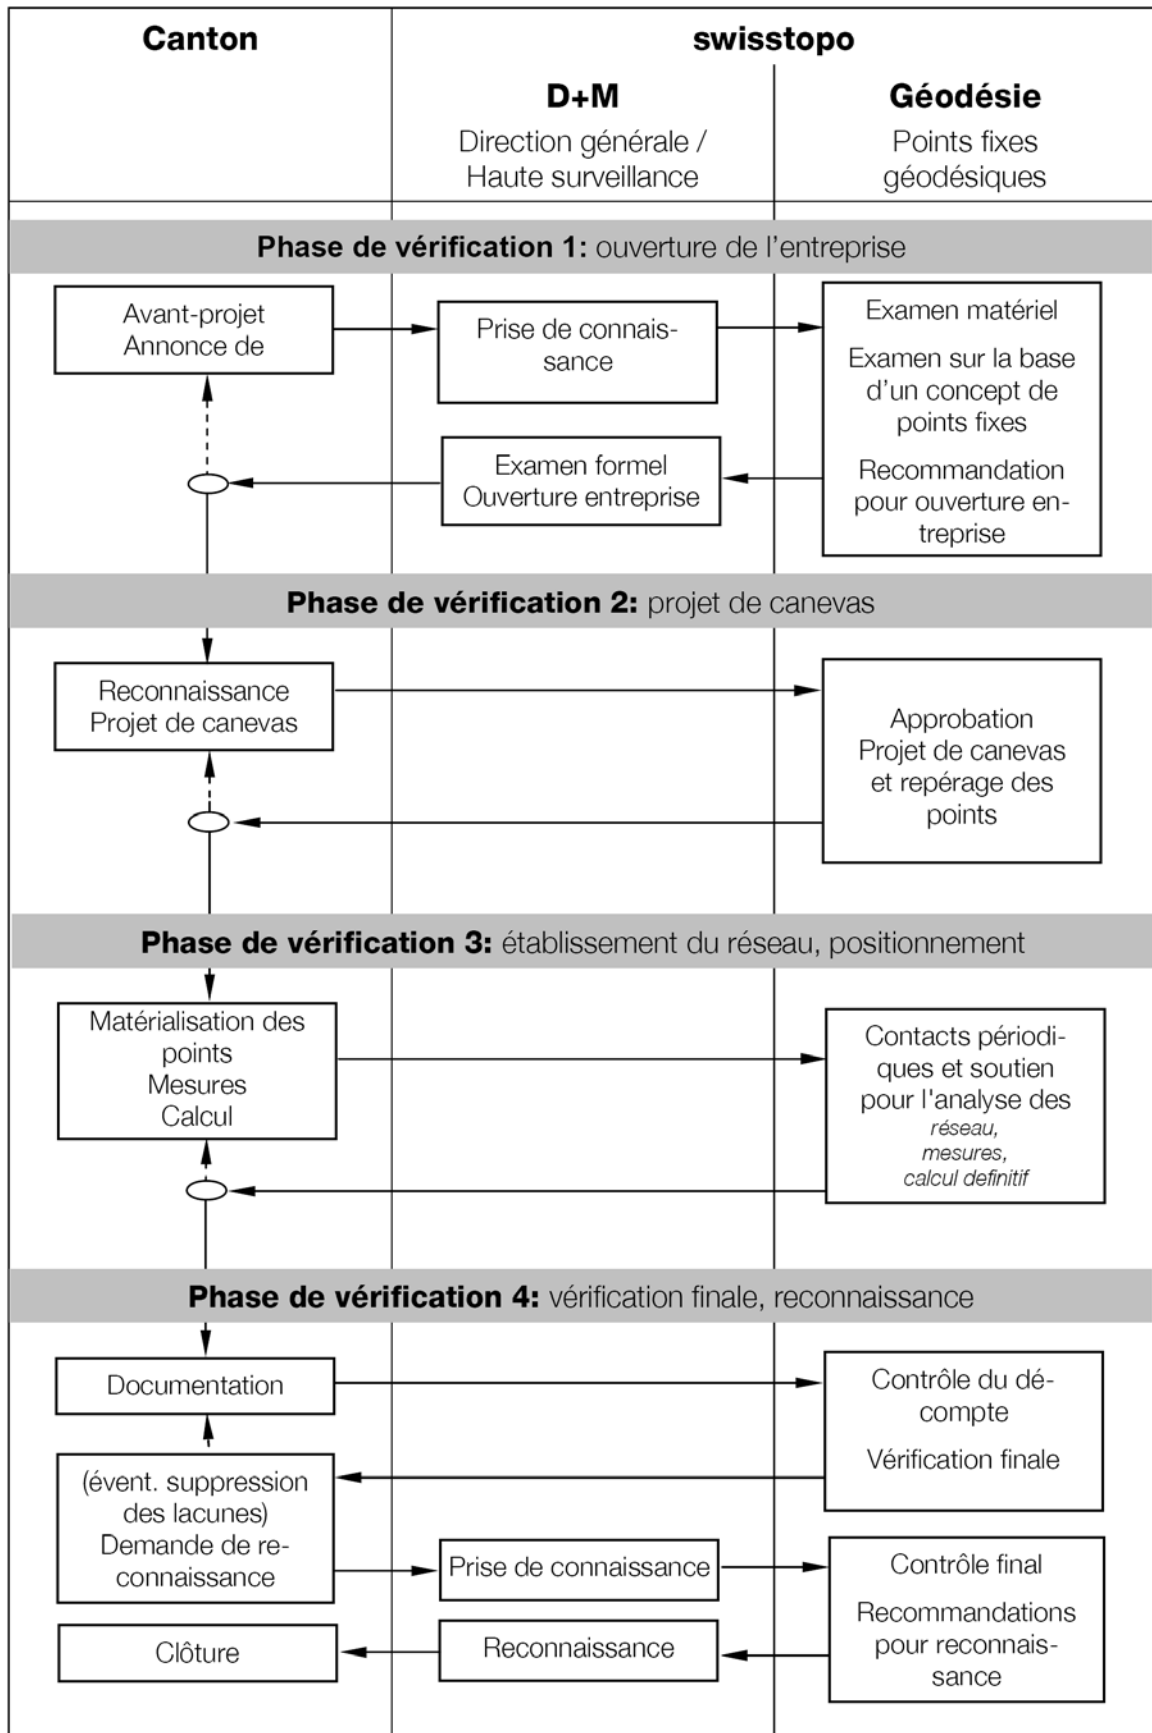 Canton
swisstopo
D+M
Géodésie
Direction générale /
Haute surveillance
Points fixes
géodésiques
Phase de vérification 1: ouverture de l'entreprise
Avant-projet
Annonce de
Prise de connais-
sance
Examen matériel
Examen sur la base
d'un concept de
points fixes
Recommandation
pour ouverture en-
treprise
Examen formel
Ouverture entreprise
Phase de vérification 2: projet de canevas
Reconnaissance
Projet de canevas
Approbation
Projet de canevas
et repérage des
points
Phase de vérification 3: établissement du réseau, positionnement
Matérialisation des
points
Mesures
Calcul
Contacts périodi-
ques et soutien
pour l'analyse des
réseau,
mesures,
calcul definitif
Phase de vérification 4: vérification finale, reconnaissance
Documentation
Contrôle du dé-
compte
Vérification finale
(évent. suppression
des lacunes)
Demande de re-
connaissance
Prise de connaissance
Contrôle final
Recommandations
pour reconnais-
sance
Reconnaissance
Clôture